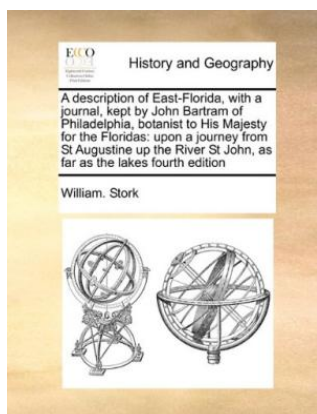 ECCO
History and Geography
A description of East-Florida, with a
journal, kept by John Bartram of
Philadelphia, botanist to His Majesty
for the Floridas: upon a journey from
St Augustine up the River St John, as
far as the lakes fourth edition
William. Stork